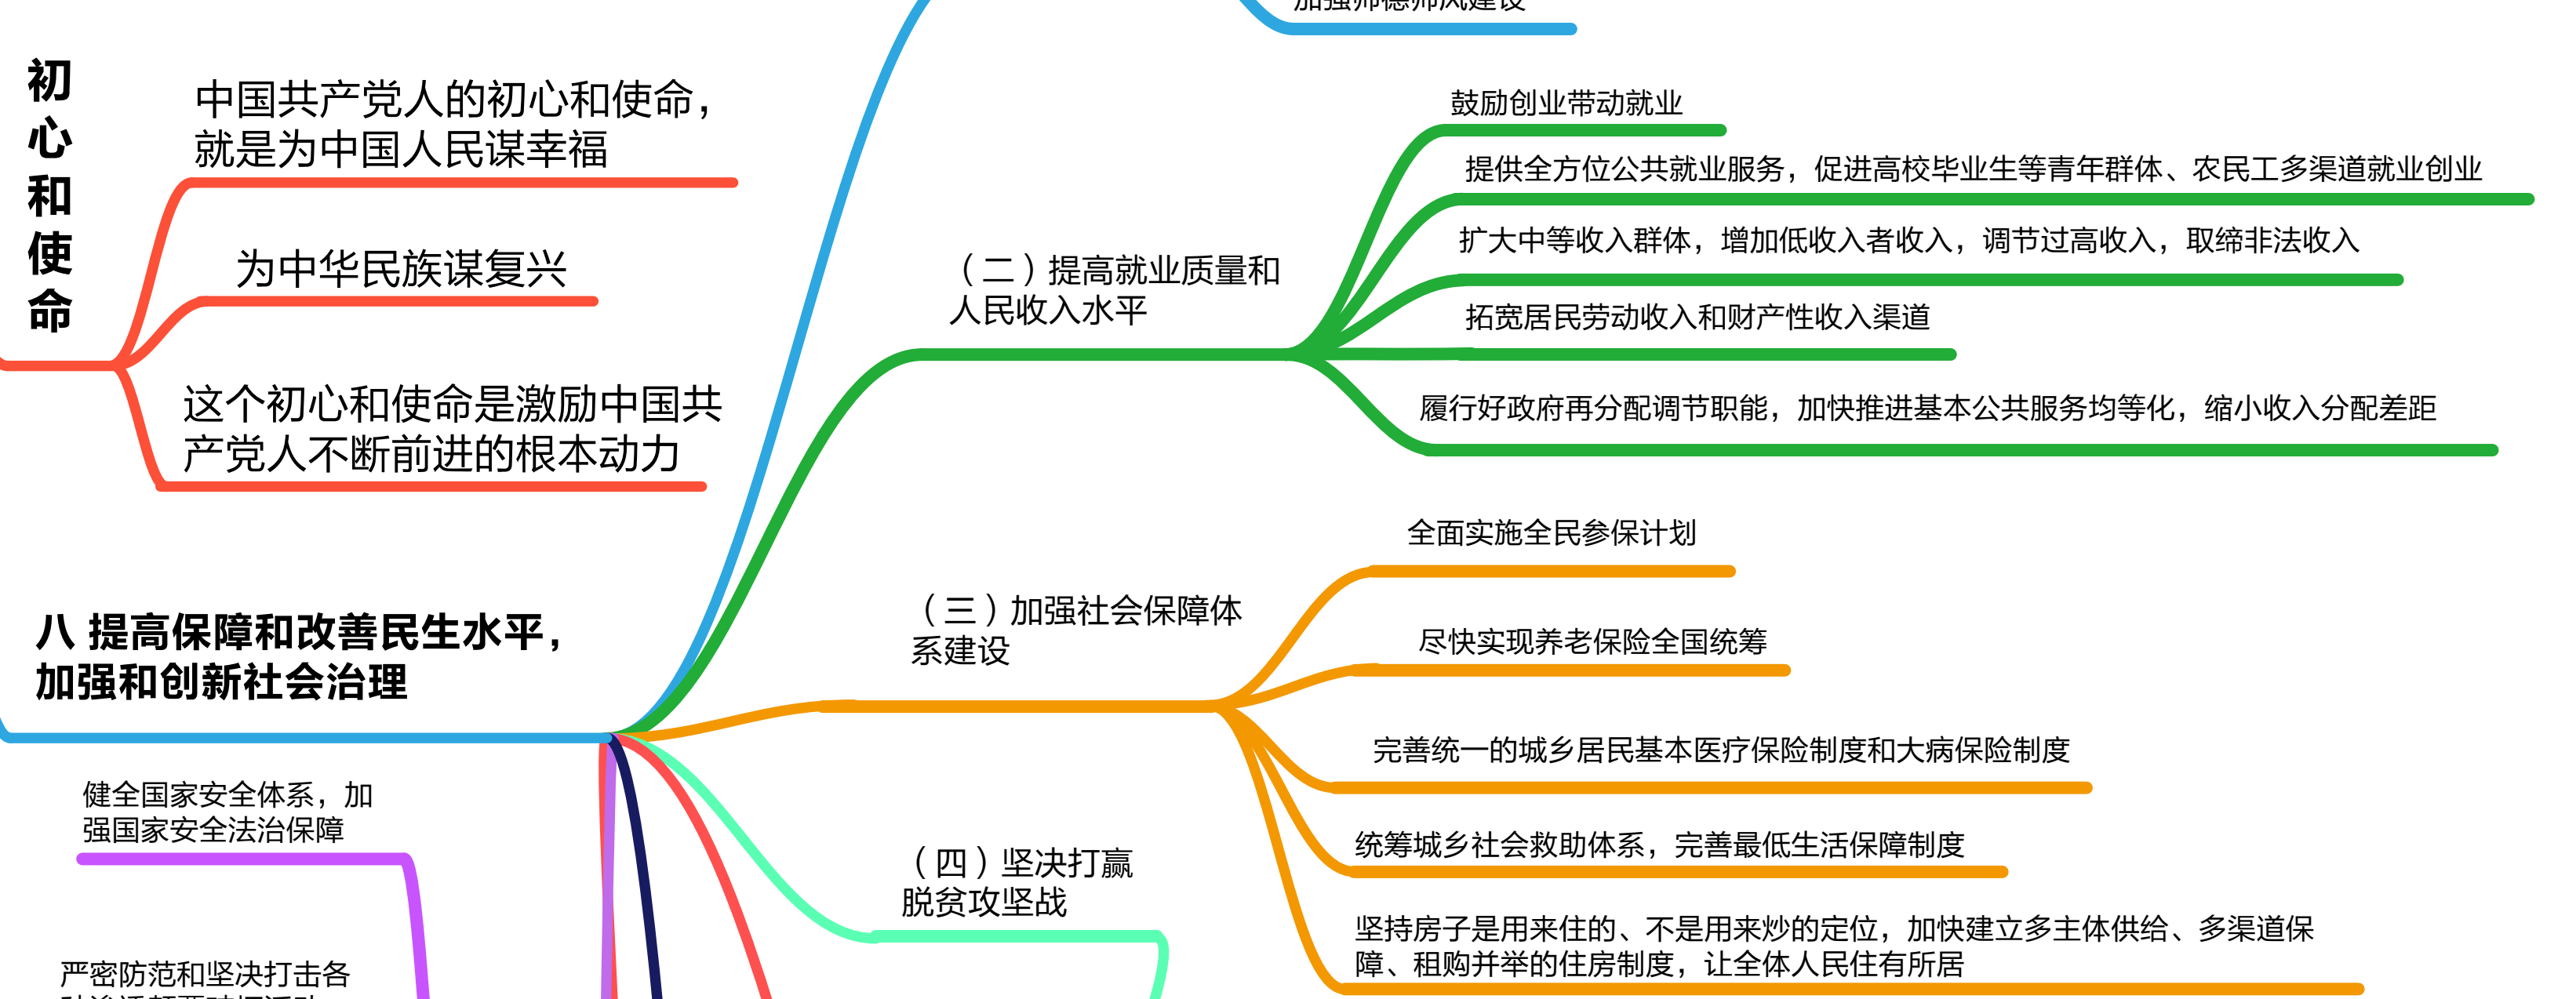 加强师德师风建设
初心和使命
中国共产党人的初心和使命，
就是为中国人民谋幸福
为中华民族谋复兴
这个初心和使命是激励中国共
产党人不断前进的根本动力
鼓励创业带动就业
提供全方位公共就业服务，促进高校毕业生等青年群体、农民工多渠道就业创业
扩大中等收入群体，增加低收入者收入，调节过高收入，取缔非法收入
（二）提高就业质量和
人民收入水平
拓宽居民劳动收入和财产性收入渠道
履行好政府再分配调节职能，加快推进基本公共服务均等化，缩小收入分配差距
全面实施全民参保计划
（三）加强社会保障体
系建设
尽快实现养老保险全国统筹
完善统一的城乡居民基本医疗保险制度和大病保险制度
统筹城乡社会救助体系，完善最低生活保障制度
坚持房子是用来住的、不是用来炒的定位，加快建立多主体供给、多渠道保
障、租购并举的住房制度，让全体人民住有所居
八 提高保障和改善民生水平，
加强和创新社会治理
（四）坚决打赢
脱贫攻坚战
健全国家安全体系，加
强国家安全法治保障
严密防范和坚决打击各